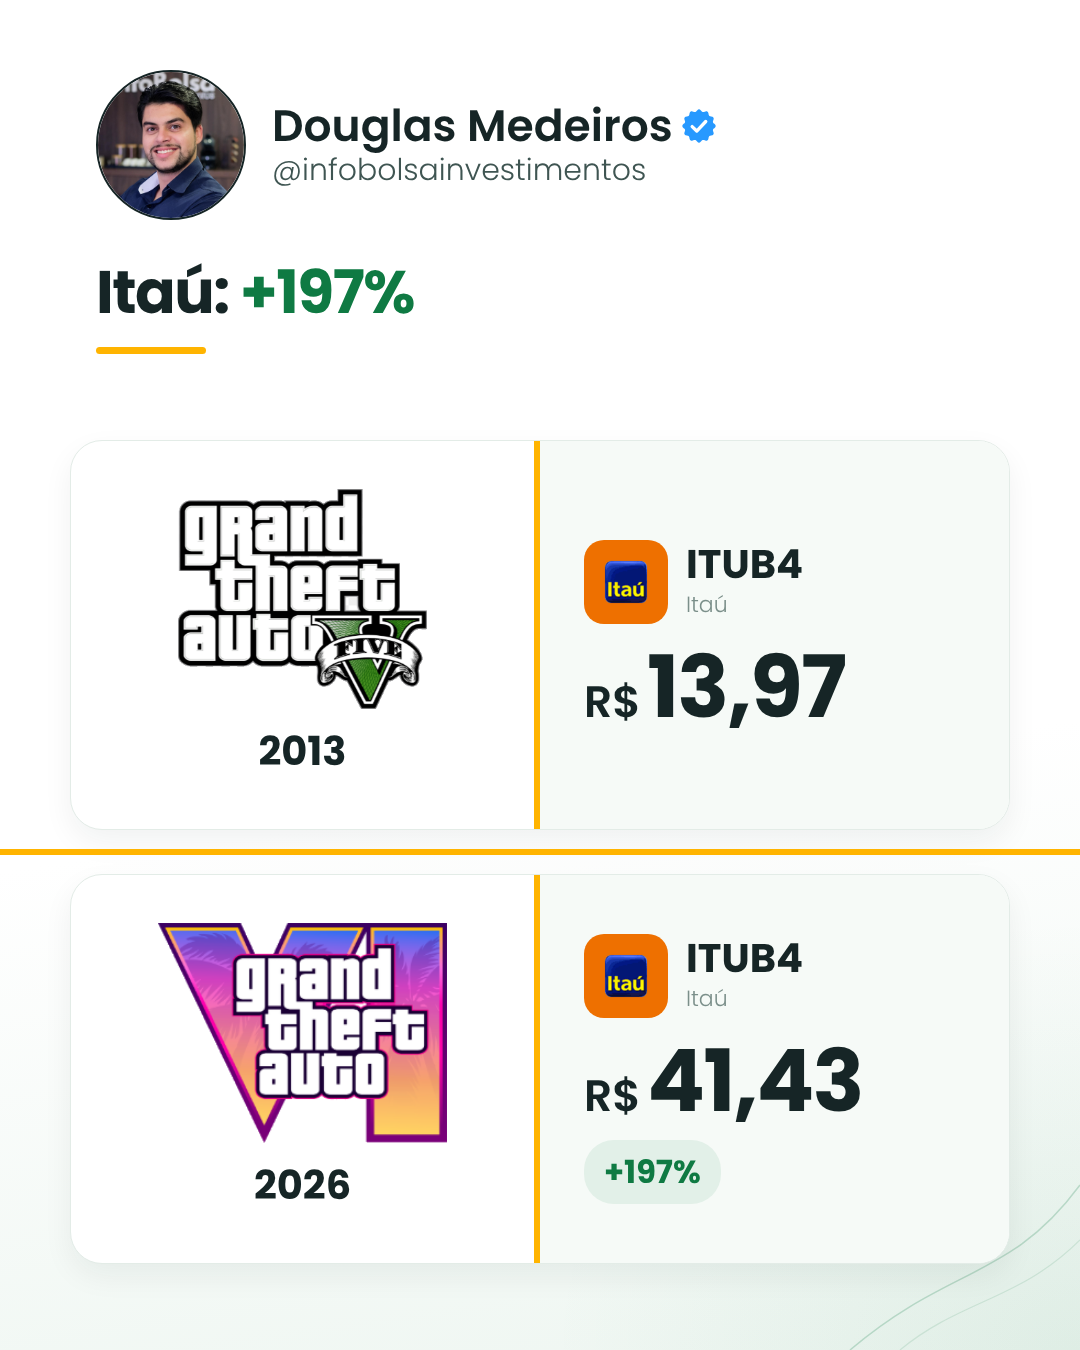 Douglas Medeiros
@infobolsainvestimentos
Itaú: +197%
grand
theft
auto V
FIVE
2013
Itaú
ITUB4
Itaú
R$ 13,97
VI
grand
theft
auto
2026
Itaú
ITUB4
Itaú
R$ 41,43
+197%